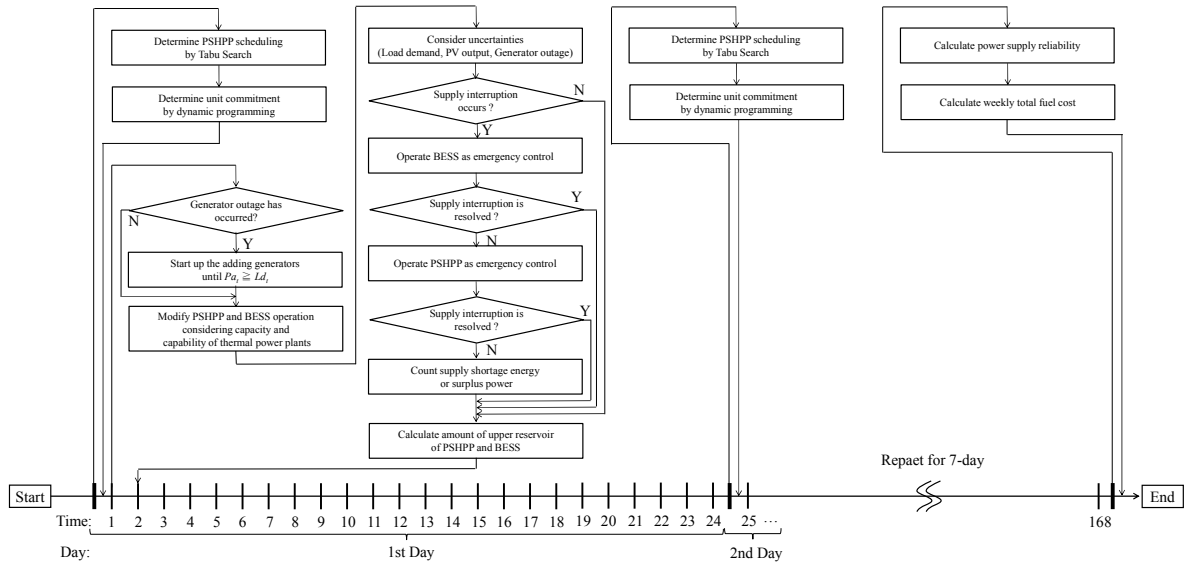 Determine PSHPP scheduling
by Tabu Search
Determine unit commitment
by dynamic programming
Generator outage has
occurred?
N
Y
Start up the adding generators
until Pa_t ≧ Ld_t
Modify PSHPP and BESS operation
considering capacity and
capability of thermal power plants
Consider uncertainties
(Load demand, PV output, Generator outage)
Supply interruption
occurs ?
N
Y
Operate BESS as emergency control
Supply interruption is
resolved ?
Y
N
Operate PSHPP as emergency control
Supply interruption is
resolved ?
Y
N
Count supply shortage energy
or surplus power
Calculate amount of upper reservoir
of PSHPP and BESS
Determine PSHPP scheduling
by Tabu Search
Determine unit commitment
by dynamic programming
Calculate power supply reliability
Calculate weekly total fuel cost
Repaet for 7-day
Start
End
Time: 1 2 3 4 5 6 7 8 9 10 11 12 13 14 15 16 17 18 19 20 21 22 23 24 25 ··· 168
Day: 1st Day 2nd Day